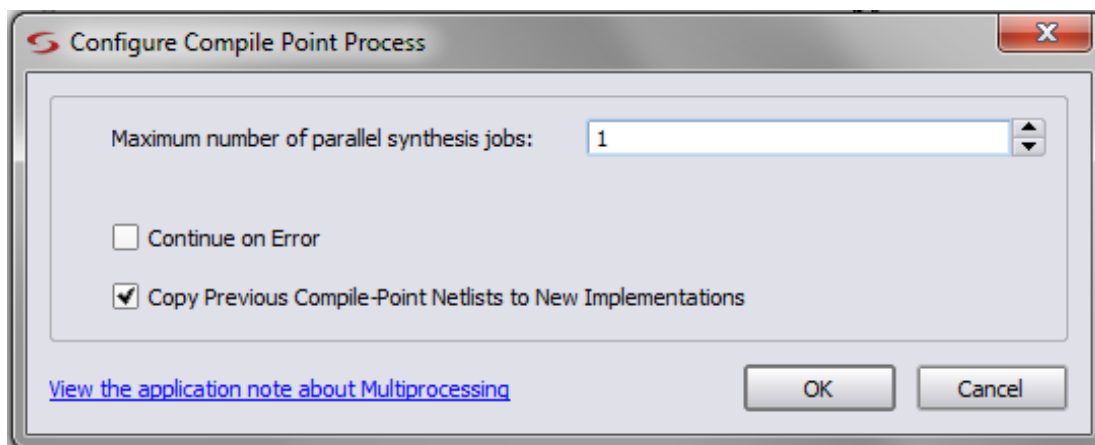 Configure Compile Point Process
Maximum number of parallel synthesis jobs: 1
Continue on Error
Copy Previous Compile-Point Netlists to New Implementations
View the application note about Multiprocessing OK Cancel